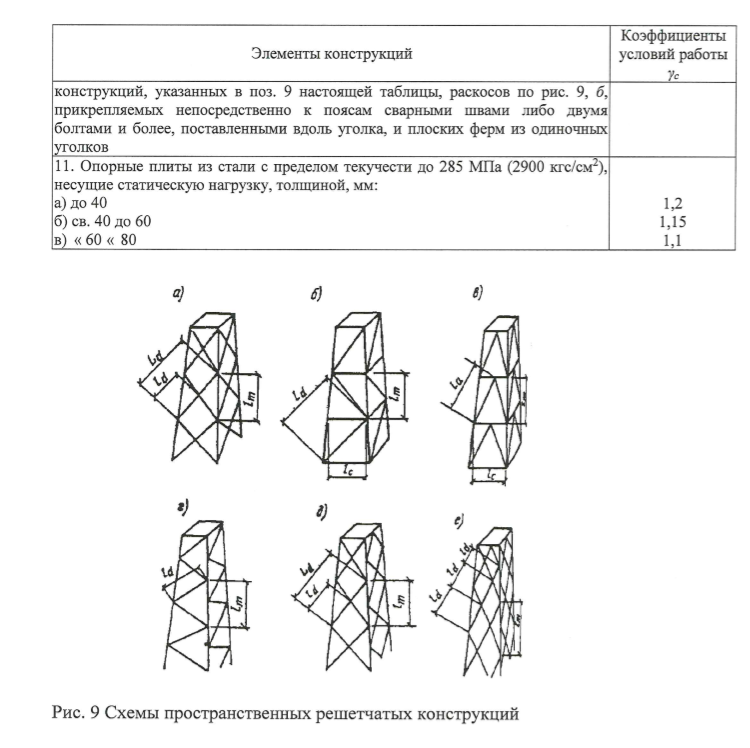 Элементы конструкций
Коэффициенты
условий работы
γс
конструкций, указанных в поз. 9 настоящей таблицы, раскосов по рис. 9, б,
прикрепляемых непосредственно к поясам сварными швами либо двумя
болтами и более, поставленными вдоль уголка, и плоских ферм из одиночных
уголков
11. Опорные плиты из стали с пределом текучести до 285 МПа (2900 кгс/см²),
несущие статическую нагрузку, толщиной, мм:
а) до 40
1,2
б) св. 40 до 60
1,15
в) « 60 « 80
1,1
а)
б)
в)
Ld
ld
lm
Ld
lm
lc
lm
lc
г)
д)
е)
Ld
lm
Ld
ld
lm
ld1
ld
Ld
lm
Рис. 9 Схемы пространственных решетчатых конструкций